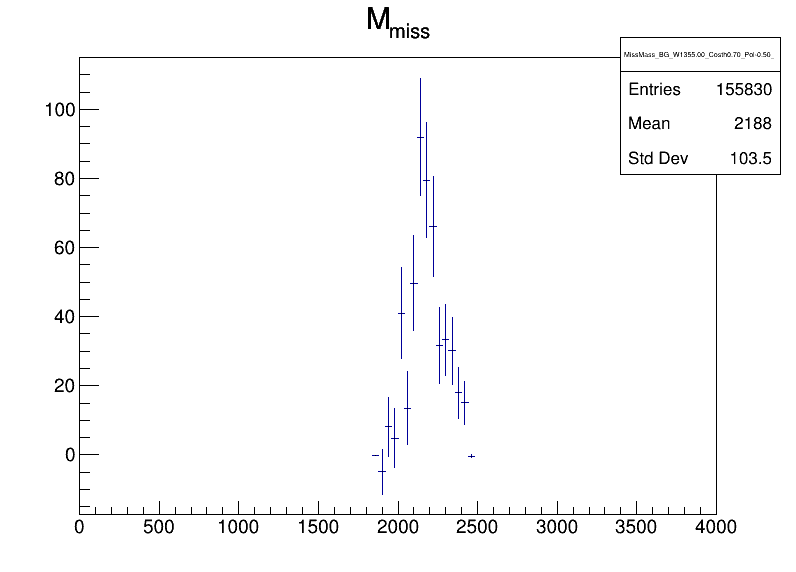 M_miss
MissMass_BG_W1355.00_Costh0.70_Pol-0.50_
Entries 155830
Mean 2188
Std Dev 103.5
100
80
60
40
20
0
0 500 1000 1500 2000 2500 3000 3500 4000